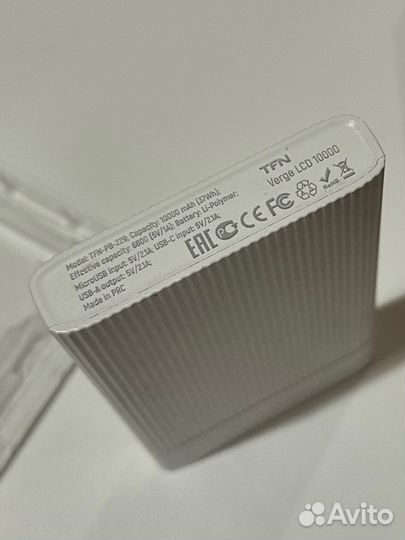 Model: TFN-PB-229; Capacity: 10000 mAh (37Wh);
Effective capacity: 6600 (5V/1A); Battery: Li-Polymer;
MicroUSB input: 5V/2.1A; USB-C input: 5V/2.1A;
USB-A output: 5V/2.1A;
Made in PRC
TFN
Verge LCD 10000
EAC CE FC
RoHS
Avito